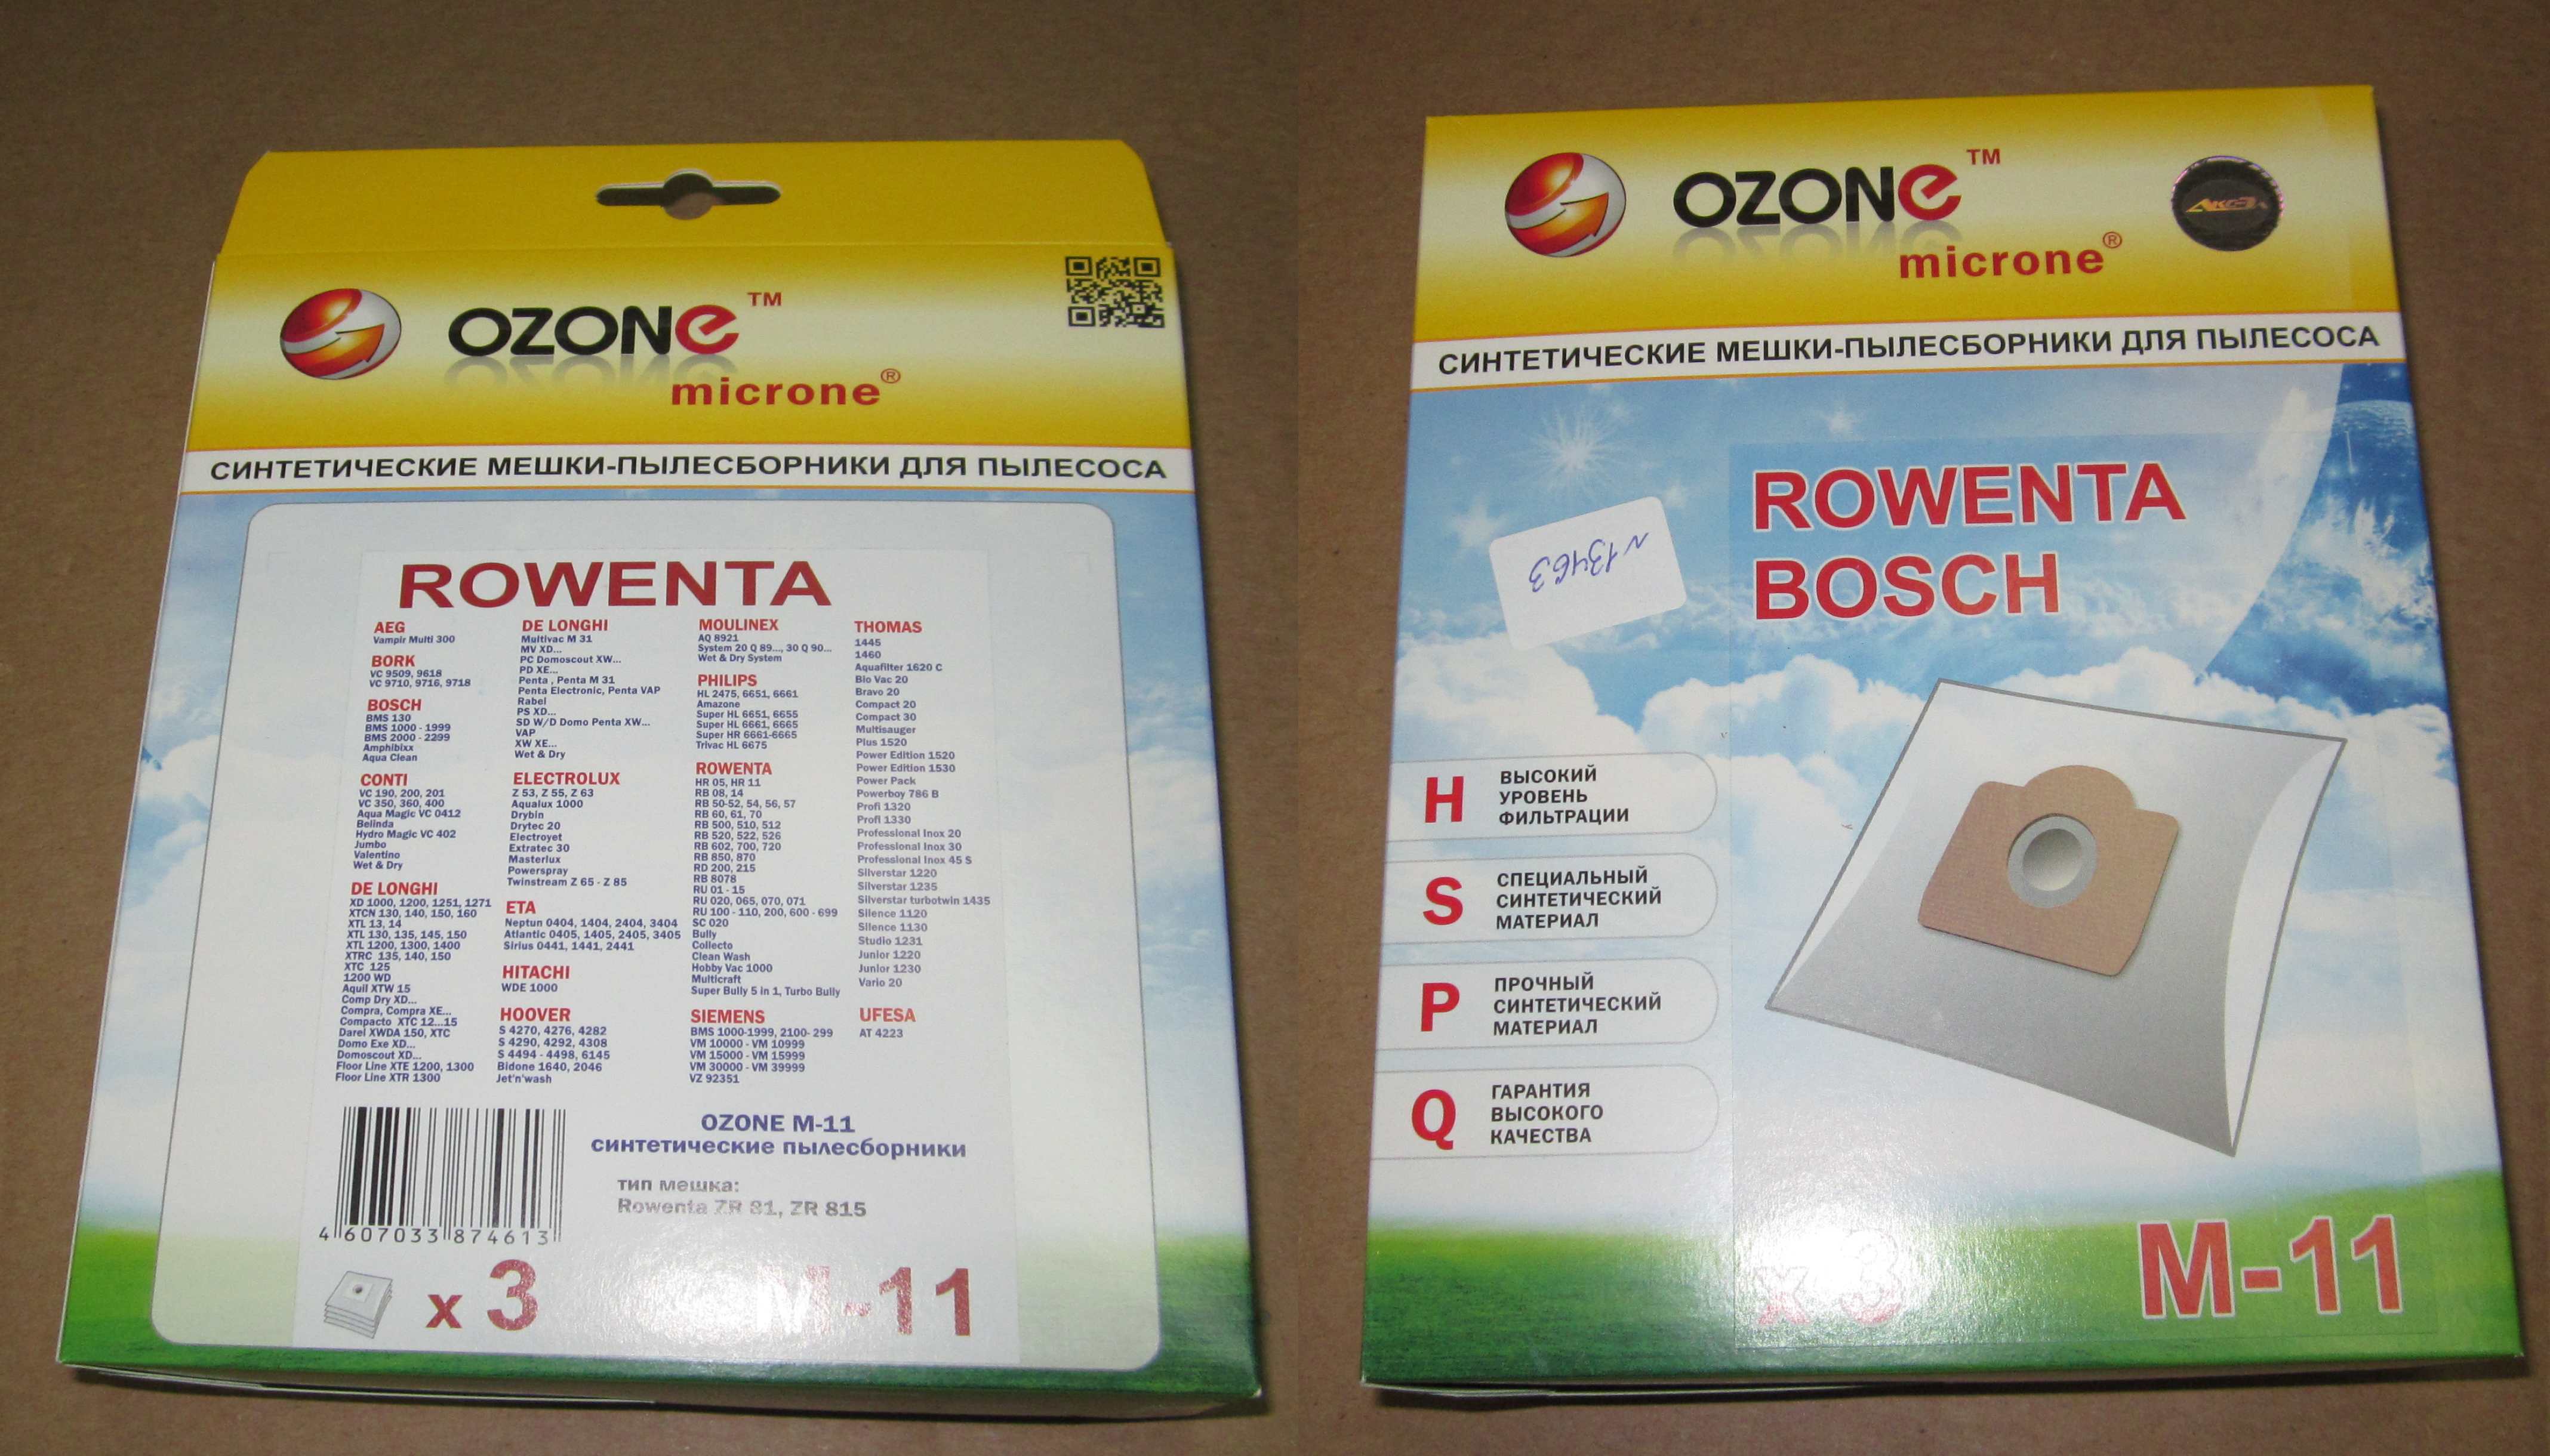 OZONE TM
microne®
СИНТЕТИЧЕСКИЕ МЕШКИ-ПЫЛЕСБОРНИКИ ДЛЯ ПЫЛЕСОСА
ROWENTA
AEG
Vampir Multi 300
BORK
VC 9509, 9618
VC 9710, 9716, 9718
BOSCH
BMS 130
BMS 1000 - 1999
BMS 2000 - 2299
Amphibixx
Aqua Clean
CONTI
VC 190, 200, 201
VC 350, 360, 400
Aqua Magic VC 0412
Belinda
Hydro Magic VC 402
Jumbo
Valentino
Wet & Dry
DE LONGHI
XD 1000, 1200, 1251, 1271
XTCN 130, 140, 150, 160
XTL 13, 14
XTL 130, 135, 145, 150
XTL 1200, 1300, 1400
XTRC 135, 140, 150
XTC 125
1200 WD
Aquil XTW 15
Comp Dry XD...
Compra, Compra XE...
Compacto XTC 12...15
Darel XWDA 150, XTC
Domo Exe XD...
Domoscout XD...
Floor Line XTE 1200, 1300
Floor Line XTR 1300
DE LONGHI
Multivac M 31
MV XD...
PC Domoscout XW...
PD XE...
Penta , Penta M 31
Penta Electronic, Penta VAP
Rabel
PS XD...
SD W/D Domo Penta XW...
VAP
XW XE...
Wet & Dry
ELECTROLUX
Z 53, Z 55, Z 63
Aqualux 1000
Drybin
Drytec 20
Electroyet
Extratec 30
Masterlux
Powerspray
Twinstream Z 65 - Z 85
ETA
Neptun 0404, 1404, 2404, 3404
Atlantic 0405, 1405, 2405, 3405
Sirius 0441, 1441, 2441
HITACHI
WDE 1000
HOOVER
S 4270, 4276, 4282
S 4290, 4292, 4308
S 4494 - 4498, 6145
Bidone 1640, 2046
Jet'n'wash
MOULINEX
AQ 8921
System 20 Q 89..., 30 Q 90...
Wet & Dry System
PHILIPS
HL 2475, 6651, 6661
Amazone
Super HL 6651, 6655
Super HL 6661, 6665
Super HR 6661-6665
Trivac HL 6675
ROWENTA
HR 05, HR 11
RB 08, 14
RB 50-52, 54, 56, 57
RB 60, 61, 70
RB 500, 510, 512
RB 520, 522, 526
RB 602, 700, 720
RB 850, 870
RD 200, 215
RB 8078
RU 01 - 15
RU 020, 065, 070, 071
RU 100 - 110, 200, 600 - 699
SC 020
Bully
Collecto
Clean Wash
Hobby Vac 1000
Multicraft
Super Bully 5 in 1, Turbo Bully
SIEMENS
BMS 1000-1999, 2100- 299
VM 10000 - VM 10999
VM 15000 - VM 15999
VM 30000 - VM 39999
VZ 92351
THOMAS
1445
1460
Aquafilter 1620 C
Bio Vac 20
Bravo 20
Compact 20
Compact 30
Multisauger
Plus 1520
Power Edition 1520
Power Edition 1530
Power Pack
Powerboy 786 B
Profi 1320
Profi 1330
Professional Inox 20
Professional Inox 30
Professional Inox 45 S
Silverstar 1220
Silverstar 1235
Silverstar turbotwin 1435
Silence 1120
Silence 1130
Studio 1231
Junior 1220
Junior 1230
Vario 20
UFESA
AT 4223
OZONE M-11
синтетические пылесборники
тип мешка:
Rowenta ZR 81, ZR 815
4 607033 874613
x 3
M-11
OZONE TM
microne®
СИНТЕТИЧЕСКИЕ МЕШКИ-ПЫЛЕСБОРНИКИ ДЛЯ ПЫЛЕСОСА
ROWENTA
BOSCH
N13463
H ВЫСОКИЙ
УРОВЕНЬ
ФИЛЬТРАЦИИ
S СПЕЦИАЛЬНЫЙ
СИНТЕТИЧЕСКИЙ
МАТЕРИАЛ
P ПРОЧНЫЙ
СИНТЕТИЧЕСКИЙ
МАТЕРИАЛ
Q ГАРАНТИЯ
ВЫСОКОГО
КАЧЕСТВА
x 3
M-11